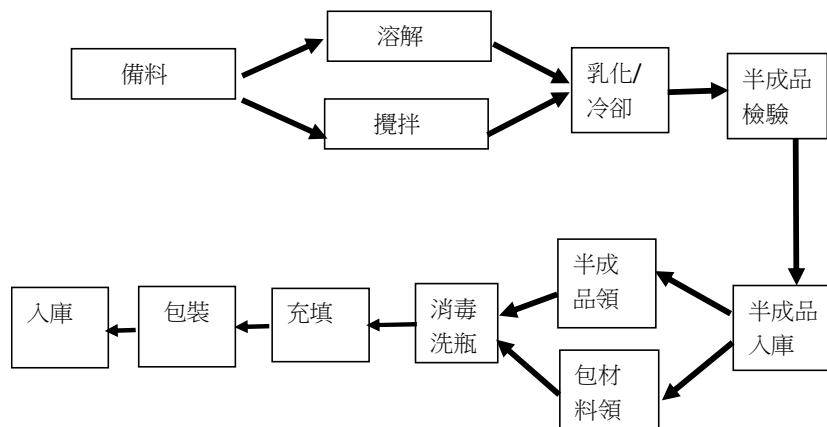 備料
溶解
攪拌
乳化/
冷卻
半成品
檢驗
半成品
入庫
半成
品領
包材
料領
消毒
洗瓶
充填
包裝
入庫